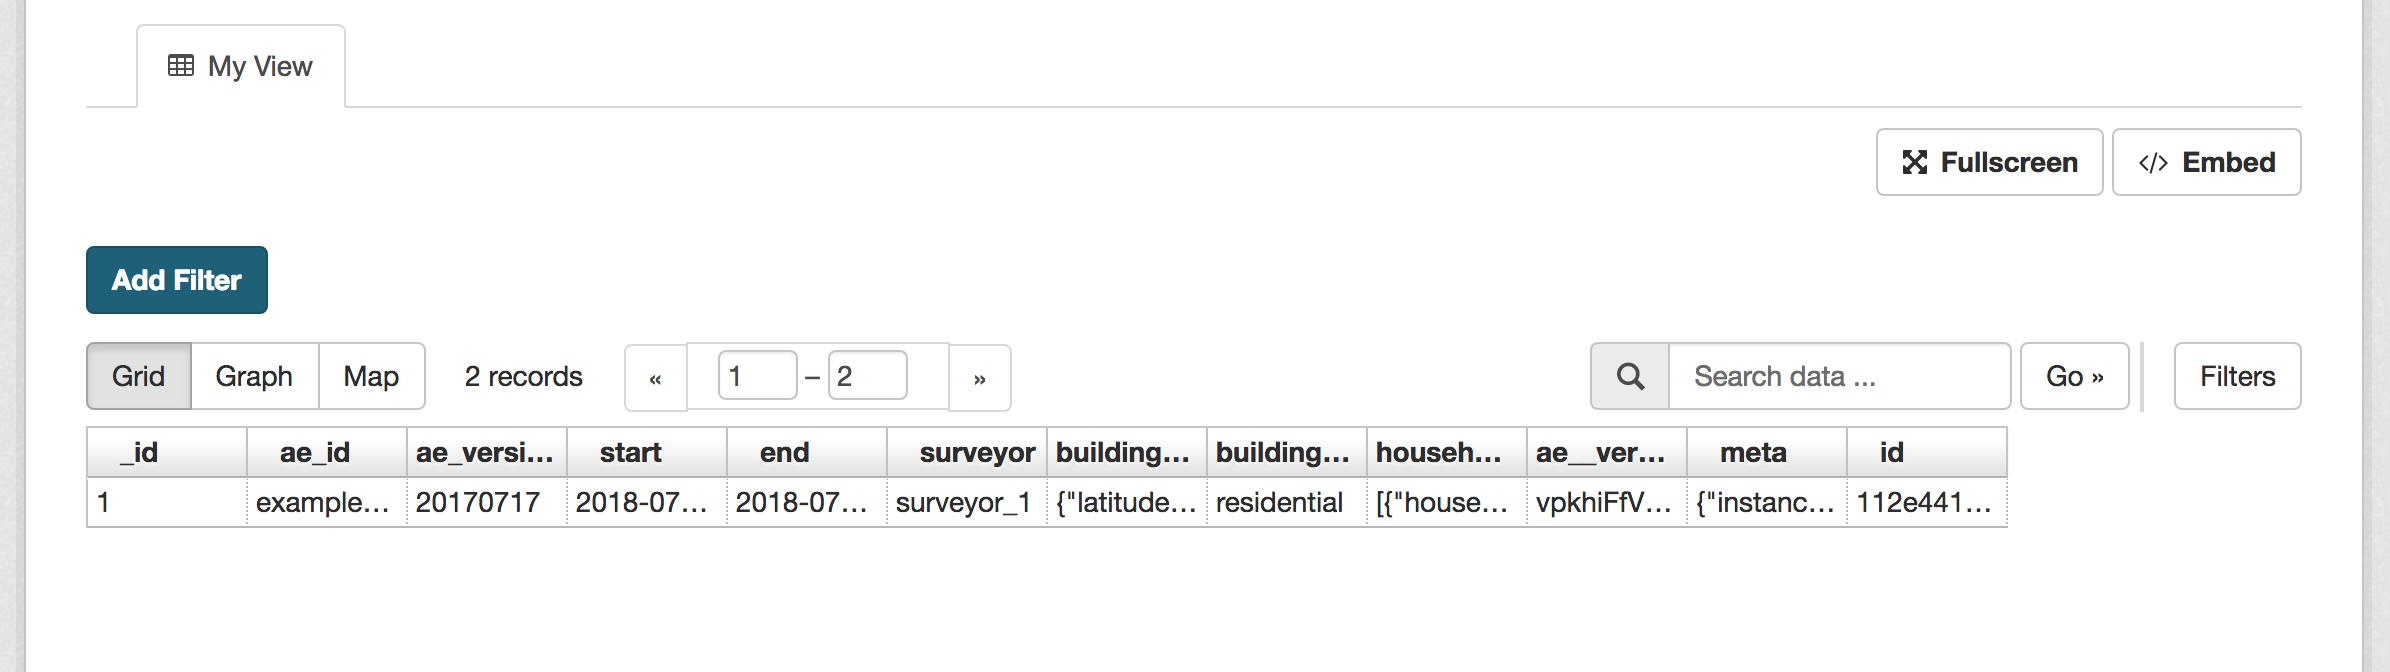 My View
Fullscreen </> Embed
Add Filter
Grid Graph Map 2 records « 1 – 2 » Search data ... Go » Filters
_id ae_id ae_versi... start end surveyor building... building... househ... ae__ver... meta id
1 example... 20170717 2018-07... 2018-07... surveyor_1 {"latitude... residential [{"house... vpkhiFfV... {"instanc... 112e441...